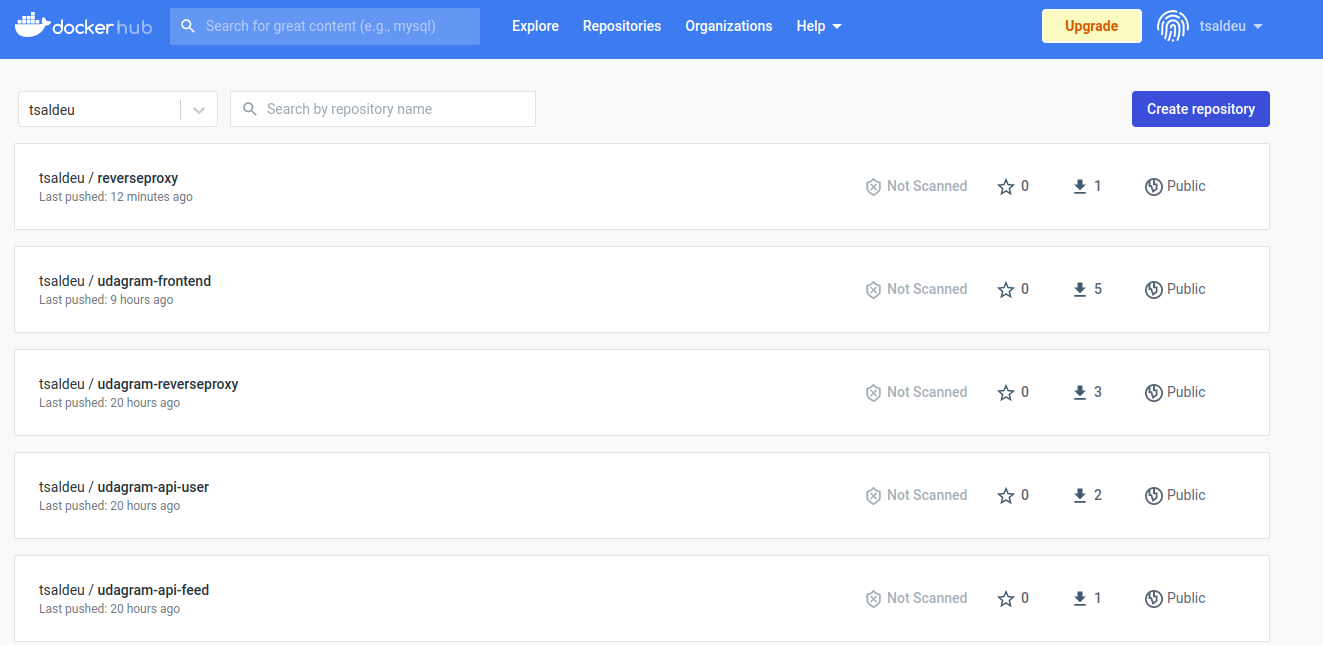 dockerhub Search for great content (e.g., mysql) Explore Repositories Organizations Help Upgrade tsaldeu
tsaldeu Search by repository name Create repository
tsaldeu / reverseproxy
Last pushed: 12 minutes ago
Not Scanned 0 1 Public
tsaldeu / udagram-frontend
Last pushed: 9 hours ago
Not Scanned 0 5 Public
tsaldeu / udagram-reverseproxy
Last pushed: 20 hours ago
Not Scanned 0 3 Public
tsaldeu / udagram-api-user
Last pushed: 20 hours ago
Not Scanned 0 2 Public
tsaldeu / udagram-api-feed
Last pushed: 20 hours ago
Not Scanned 0 1 Public